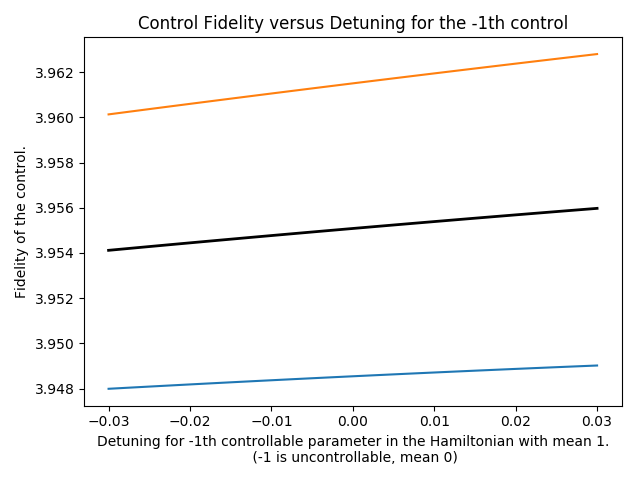 Control Fidelity versus Detuning for the -1th control
Fidelity of the control.
3.962
3.960
3.958
3.956
3.954
3.952
3.950
3.948
−0.03 −0.02 −0.01 0.00 0.01 0.02 0.03
Detuning for -1th controllable parameter in the Hamiltonian with mean 1.
(-1 is uncontrollable, mean 0)